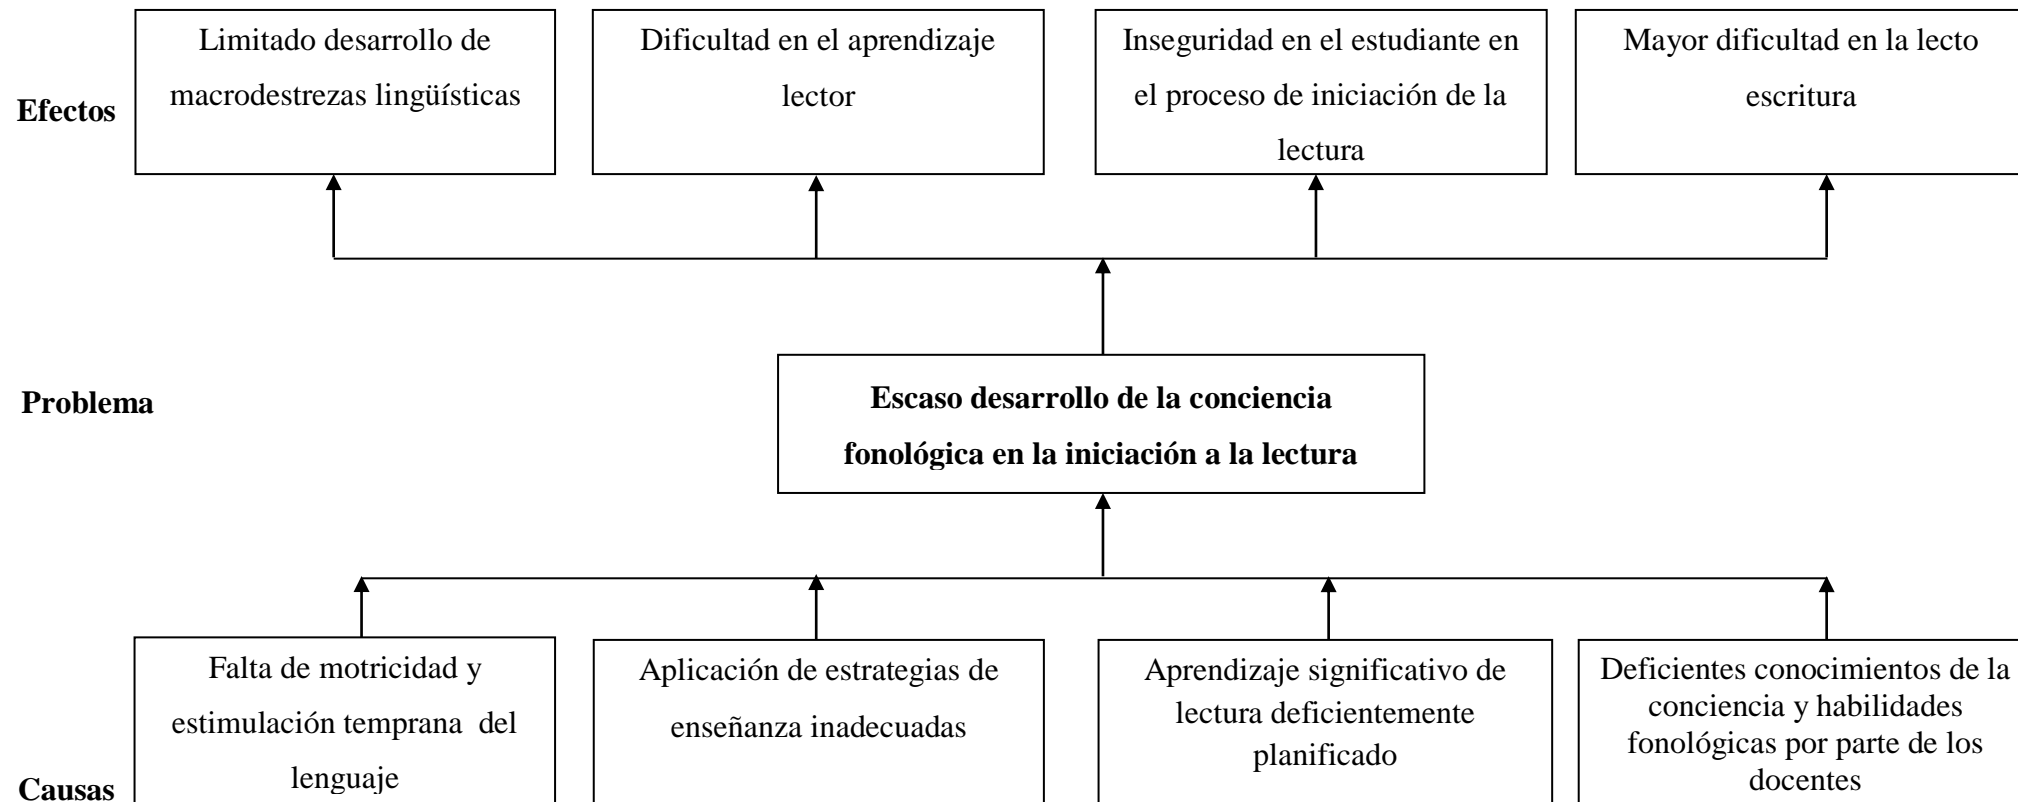 Limitado desarrollo de
macrodestrezas lingüísticas
Dificultad en el aprendizaje
lector
Inseguridad en el estudiante en
el proceso de iniciación de la
lectura
Mayor dificultad en la lecto
escritura
Efectos
Problema
Escaso desarrollo de la conciencia
fonológica en la iniciación a la lectura
Falta de motricidad y
estimulación temprana  del
lenguaje
Aplicación de estrategias de
enseñanza inadecuadas
Aprendizaje significativo de
lectura deficientemente
planificado
Deficientes conocimientos de la
conciencia y habilidades
fonológicas por parte de los
docentes
Causas